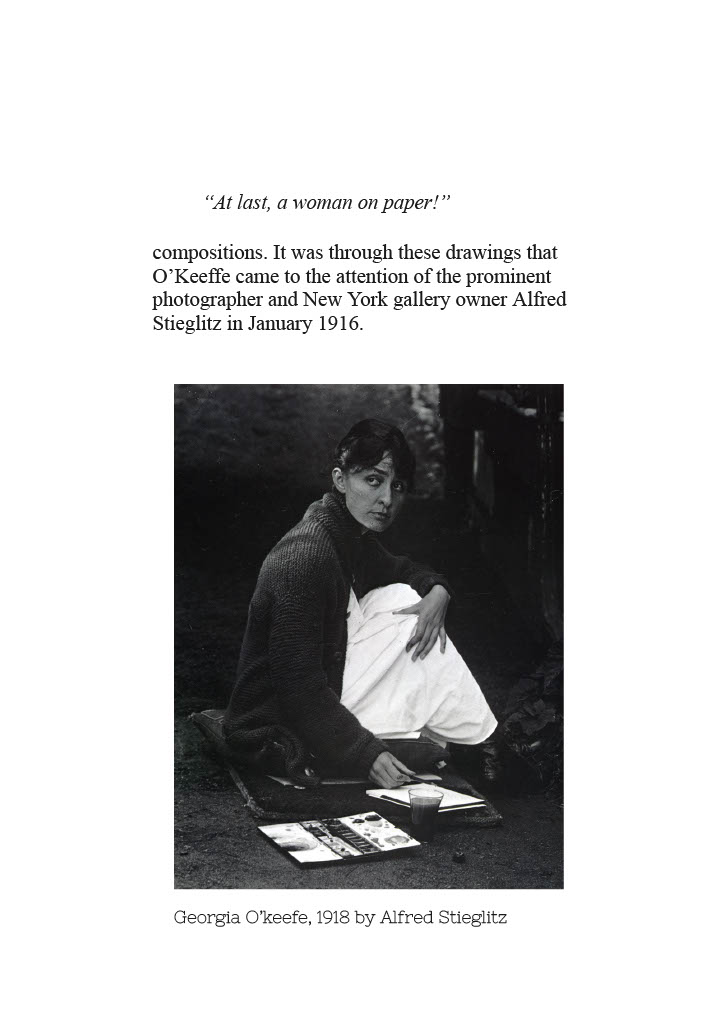 “At last, a woman on paper!”
compositions. It was through these drawings that
O’Keeffe came to the attention of the prominent
photographer and New York gallery owner Alfred
Stieglitz in January 1916.
Georgia O’keefe, 1918 by Alfred Stieglitz